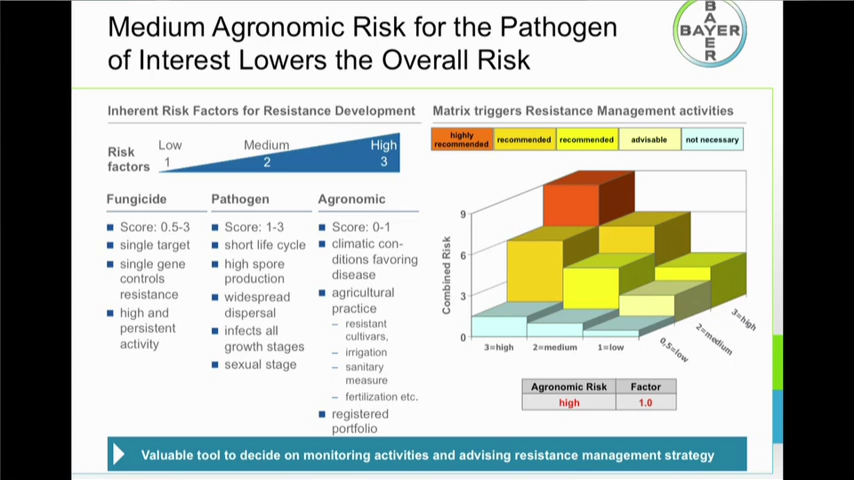 Medium Agronomic Risk for the Pathogen
of Interest Lowers the Overall Risk
BAYER
BAYER
Inherent Risk Factors for Resistance Development
Risk
factors
Low
1
Medium
2
High
3
Fungicide
Score: 0.5-3
single target
single gene
controls
resistance
high and
persistent
activity
Pathogen
Score: 1-3
short life cycle
high spore
production
widespread
dispersal
infects all
growth stages
sexual stage
Agronomic
Score: 0-1
climatic con-
ditions favoring
disease
agricultural
practice
– resistant
cultivars,
– irrigation
– sanitary
measure
– fertilization etc.
registered
portfolio
Matrix triggers Resistance Management activities
highly
recommended
recommended
recommended
advisable
not necessary
Combined Risk
9
6
3
0
3=high
2=medium
1=low
0,5=low
2=medium
3=high
Agronomic Risk Factor
high 1.0
Valuable tool to decide on monitoring activities and advising resistance management strategy